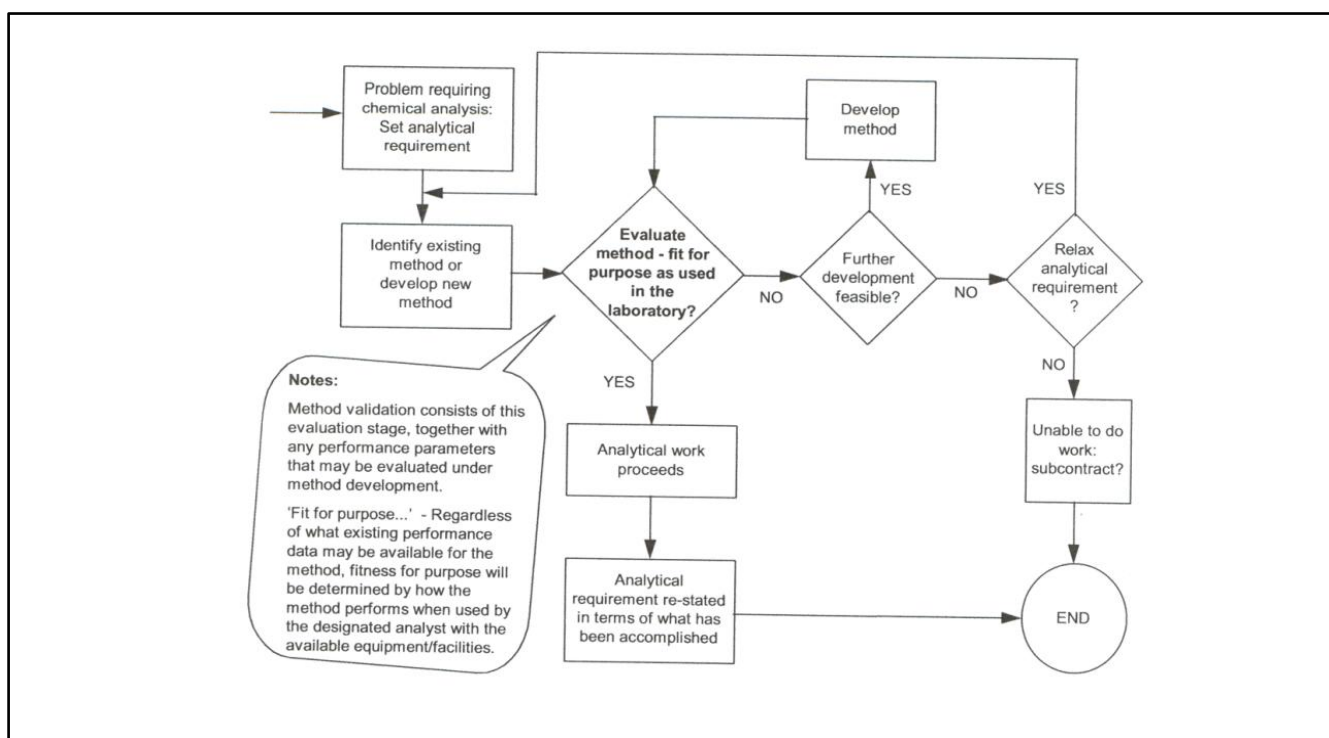 Problem requiring
chemical analysis:
Set analytical
requirement
Develop
method
YES
YES
Identify existing
method or
develop new
method
Evaluate
method - fit for
purpose as used
in the
laboratory?
NO
Further
development
feasible?
NO
Relax
analytical
requirement
?
YES
NO
Notes:
Method validation consists of this
evaluation stage, together with
any performance parameters
that may be evaluated under
method development.
'Fit for purpose...' - Regardless
of what existing performance
data may be available for the
method, fitness for purpose will
be determined by how the
method performs when used by
the designated analyst with the
available equipment/facilities.
Analytical work
proceeds
Unable to do
work:
subcontract?
Analytical
requirement re-stated
in terms of what has
been accomplished
END